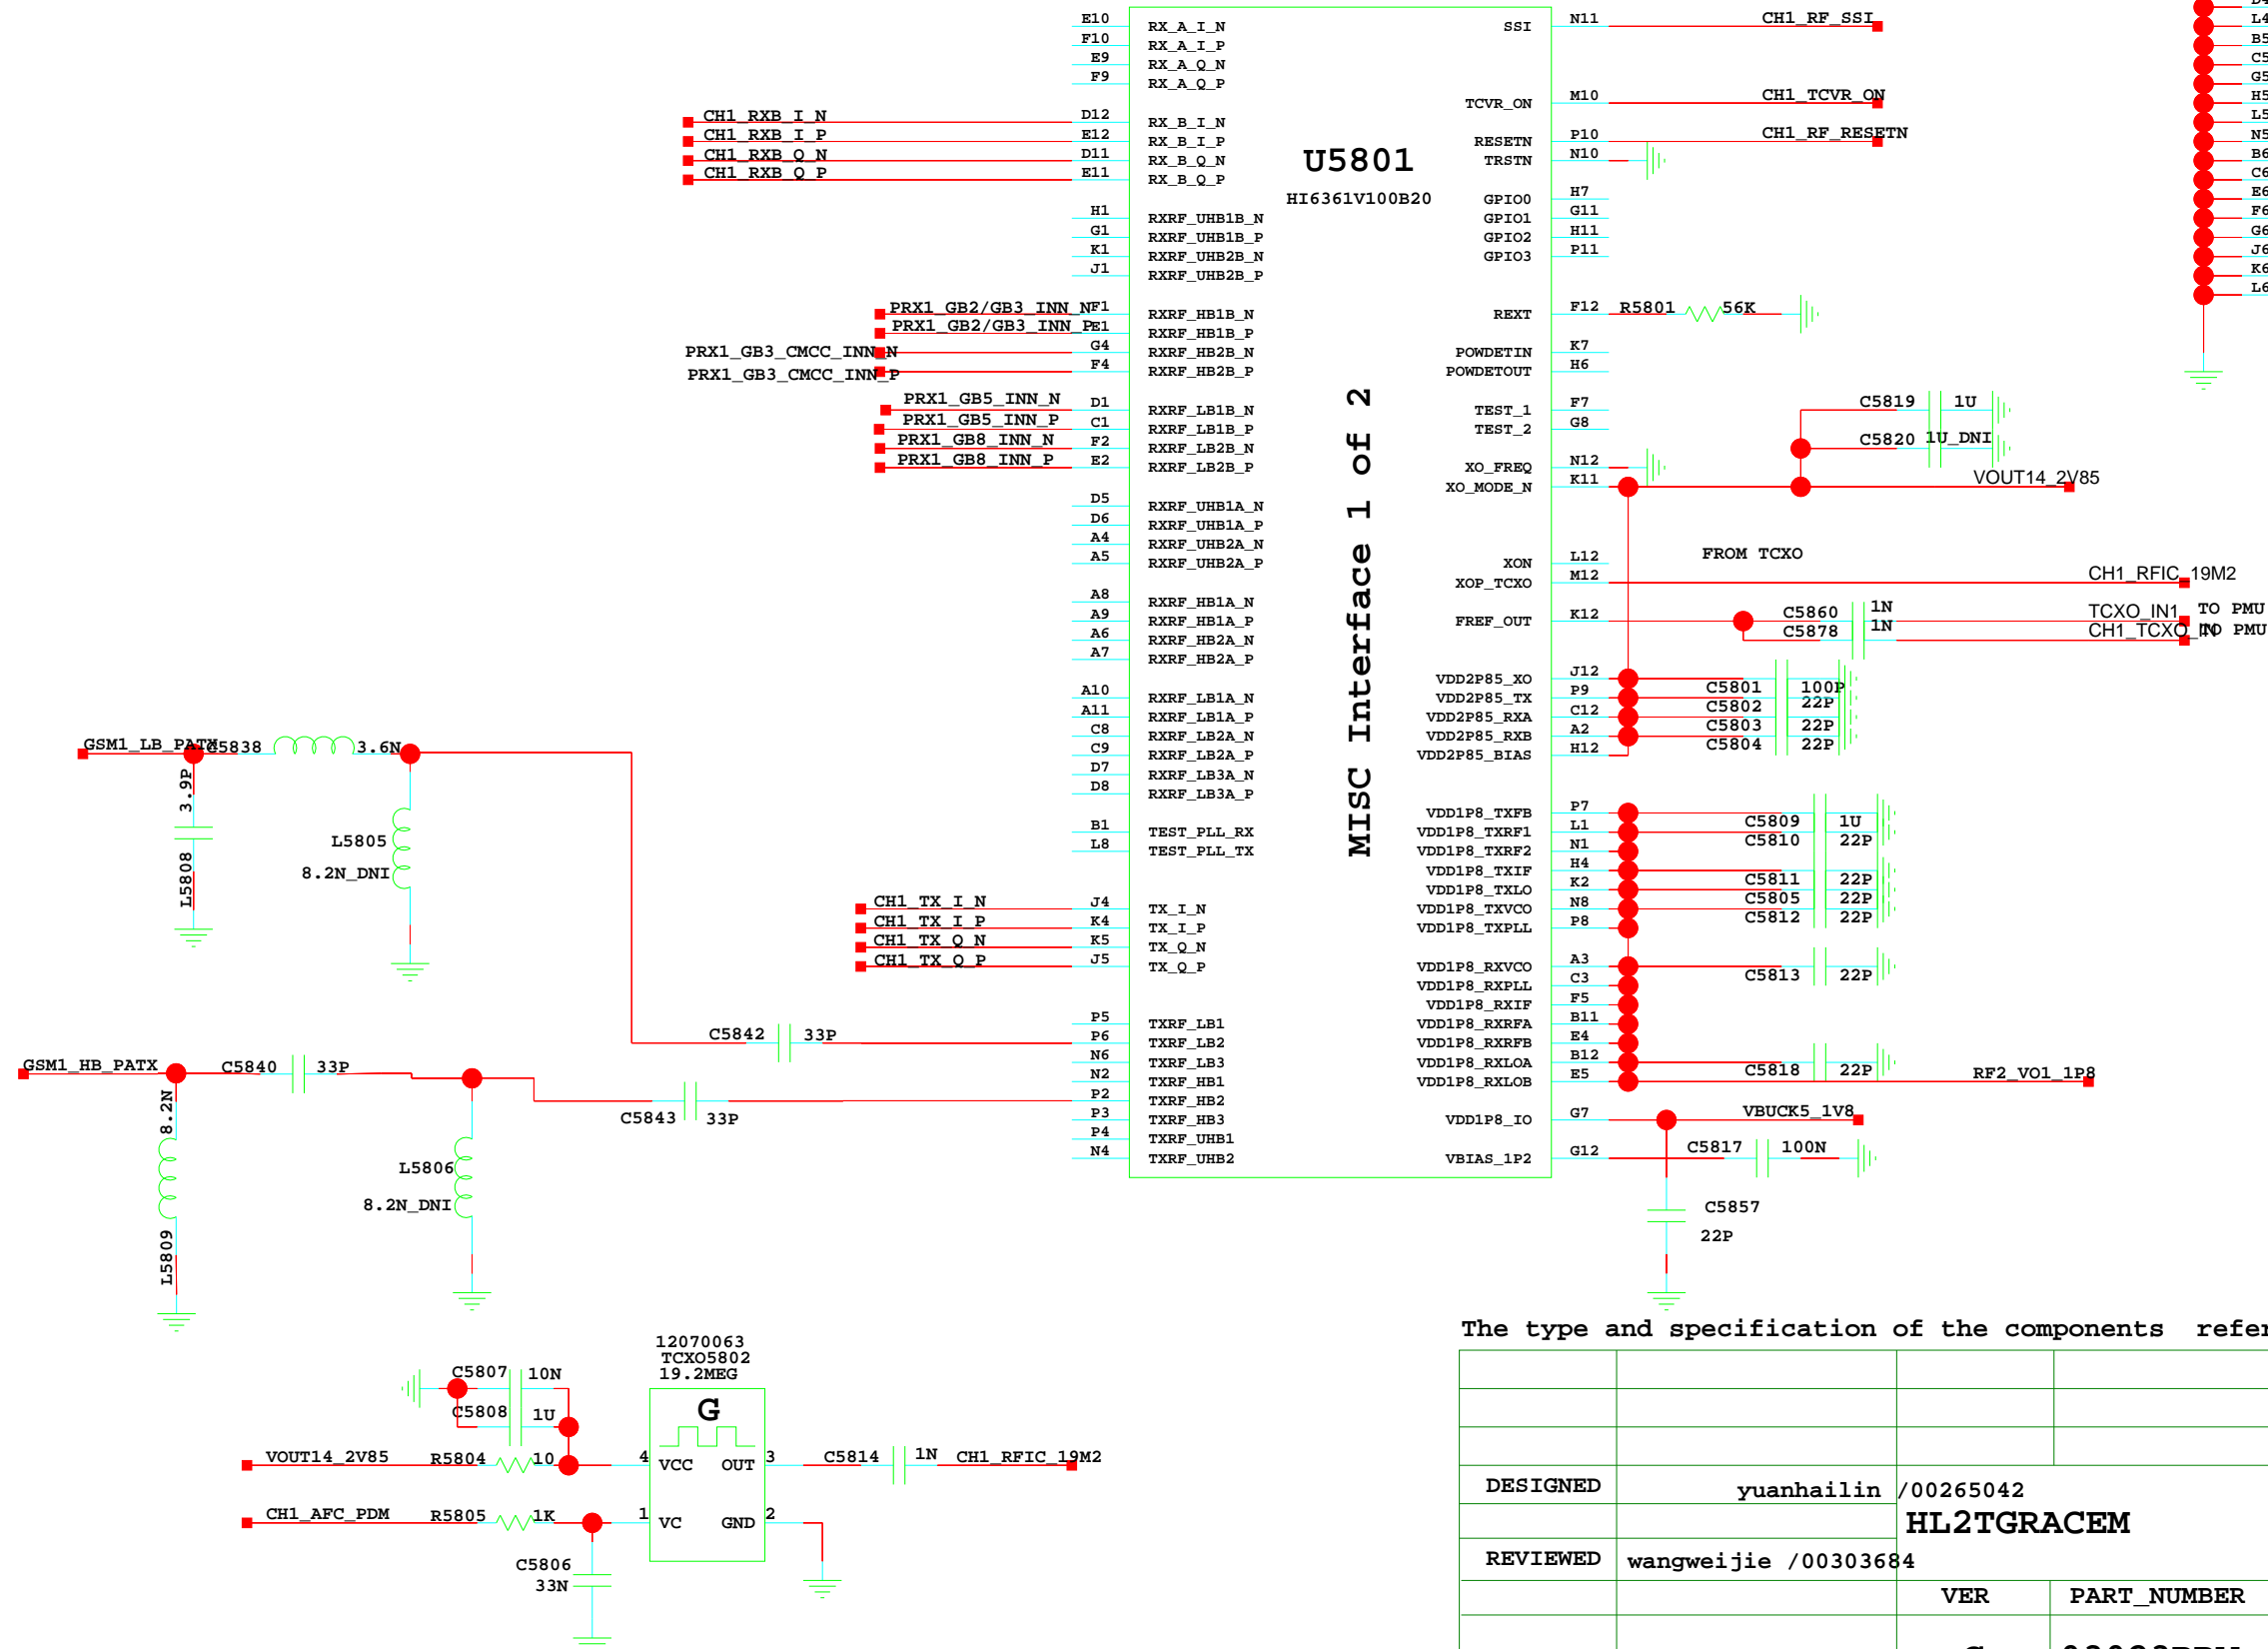 E10 RX_A_I_N SSI N11 CH1_RF_SSI
F10 RX_A_I_P
E9 RX_A_Q_N
F9 RX_A_Q_P TCVR_ON M10 CH1_TCVR_ON
CH1_RXB_I_N D12 RX_B_I_N
CH1_RXB_I_P E12 RX_B_I_P RESETN P10 CH1_RF_RESETN
CH1_RXB_Q_N D11 RX_B_Q_N U5801 TRSTN N10
CH1_RXB_Q_P E11 RX_B_Q_P
HI6361V100B20 GPIO0 H7
H1 RXRF_UHB1B_N GPIO1 G11
G1 RXRF_UHB1B_P GPIO2 H11
K1 RXRF_UHB2B_N GPIO3 P11
J1 RXRF_UHB2B_P
PRX1_GB2/GB3_INN_N F1 RXRF_HB1B_N REXT F12 R5801 56K
PRX1_GB2/GB3_INN_P E1 RXRF_HB1B_P
PRX1_GB3_CMCC_INN_N G4 RXRF_HB2B_N POWDETIN K7
PRX1_GB3_CMCC_INN_P F4 RXRF_HB2B_P POWDETOUT H6
PRX1_GB5_INN_N D1 RXRF_LB1B_N TEST_1 F7 C5819 1U
PRX1_GB5_INN_P C1 RXRF_LB1B_P TEST_2 G8
PRX1_GB8_INN_N F2 RXRF_LB2B_N C5820 1U_DNI
PRX1_GB8_INN_P E2 RXRF_LB2B_P XO_FREQ N12
XO_MODE_N K11 VOUT14_2V85
MISC Interface 1 of 2
D5 RXRF_UHB1A_N
D6 RXRF_UHB1A_P
A4 RXRF_UHB2A_N
A5 RXRF_UHB2A_P XON L12 FROM TCXO
XOP_TCXO M12 CH1_RFIC_19M2
A8 RXRF_HB1A_N
A9 RXRF_HB1A_P FREF_OUT K12 C5860 1N TCXO_IN1 TO PMU
A6 RXRF_HB2A_N C5878 1N CH1_TCXO_IN TO PMU
A7 RXRF_HB2A_P
VDD2P85_XO J12 C5801 100P
A10 RXRF_LB1A_N VDD2P85_TX P9 C5802 22P
A11 RXRF_LB1A_P VDD2P85_RXA C12 C5803 22P
C8 RXRF_LB2A_N VDD2P85_RXB A2 C5804 22P
C9 RXRF_LB2A_P VDD2P85_BIAS H12
D7 RXRF_LB3A_N
D8 RXRF_LB3A_P
GSM1_LB_PATX C5838 3.6N
3.9P
L5808
L5805
8.2N_DNI
VDD1P8_TXFB P7 C5809 1U
B1 TEST_PLL_RX VDD1P8_TXRF1 L1 C5810 22P
L8 TEST_PLL_TX VDD1P8_TXRF2 N1
VDD1P8_TXIF H4 C5811 22P
VDD1P8_TXLO K2 C5805 22P
CH1_TX_I_N J4 TX_I_N VDD1P8_TXVCO N8 C5812 22P
CH1_TX_I_P K4 TX_I_P VDD1P8_TXPLL P8
CH1_TX_Q_N K5 TX_Q_N
CH1_TX_Q_P J5 TX_Q_P VDD1P8_RXVCO A3 C5813 22P
VDD1P8_RXPLL C3
VDD1P8_RXIF F5
P5 TXRF_LB1 VDD1P8_RXRFA B11
C5842 33P P6 TXRF_LB2 VDD1P8_RXRFB E4
N6 TXRF_LB3 VDD1P8_RXLOA B12 C5818 22P
GSM1_HB_PATX C5840 33P N2 TXRF_HB1 VDD1P8_RXLOB E5 RF2_VO1_1P8
C5843 33P P2 TXRF_HB2
P3 TXRF_HB3 VDD1P8_IO G7 VBUCK5_1V8
P4 TXRF_UHB1
N4 TXRF_UHB2 VBIAS_1P2 G12 C5817 100N
8.2N
L5809
L5806
8.2N_DNI
C5857
22P
L4
B5
C5
G5
H5
L5
N5
B6
C6
E6
F6
G6
J6
K6
L6
12070063
TCXO5802
19.2MEG
C5807 10N
C5808 1U
G
VOUT14_2V85 R5804 10 4 VCC OUT 3 C5814 1N CH1_RFIC_19M2
CH1_AFC_PDM R5805 1K 1 VC GND 2
C5806
33N
The type and specification of the components refer
DESIGNED yuanhailin /00265042
HL2TGRACEM
REVIEWED wangweijie /00303684
VER PART_NUMBER